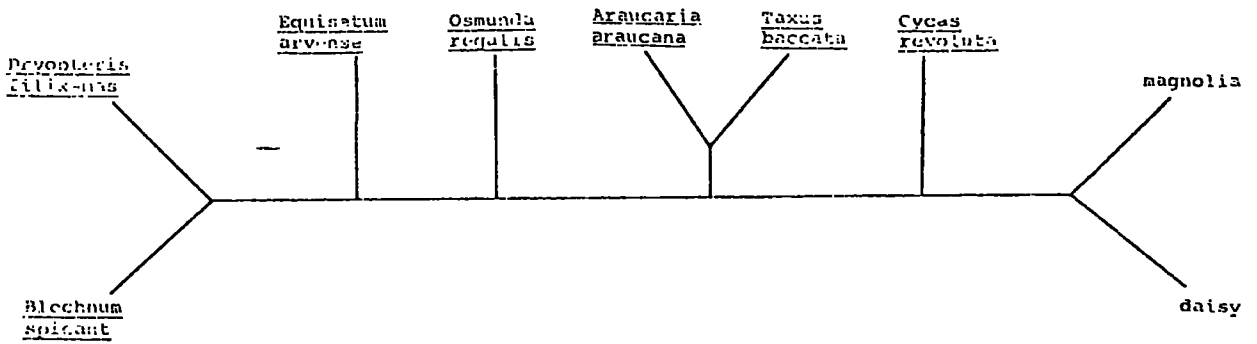 Equisetum
arvense
Osmunda
regalis
Araucaria
araucana
Taxus
baccata
Cycas
revoluta
Dryopteris
filix-mas
magnolia
Blechnum
spicant
daisy